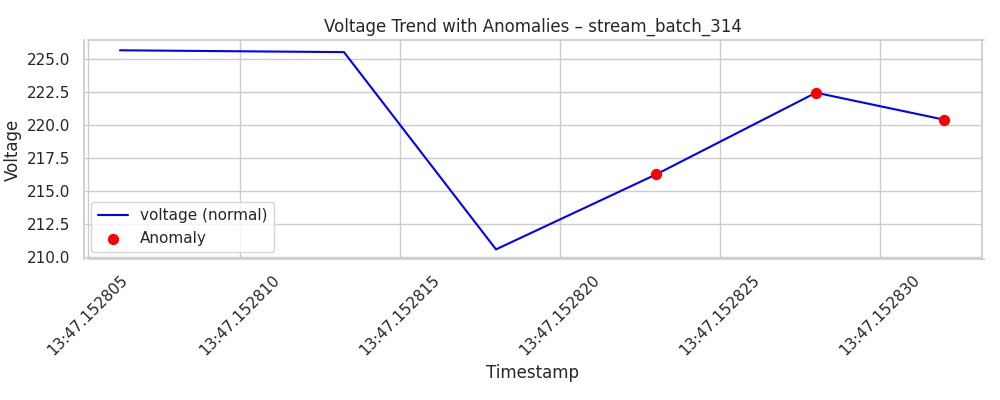 Voltage Trend with Anomalies – stream_batch_314
Voltage
225.0
222.5
220.0
217.5
215.0
212.5
210.0
voltage (normal)
Anomaly
13:47.152805
13:47.152810
13:47.152815
13:47.152820
13:47.152825
13:47.152830
Timestamp